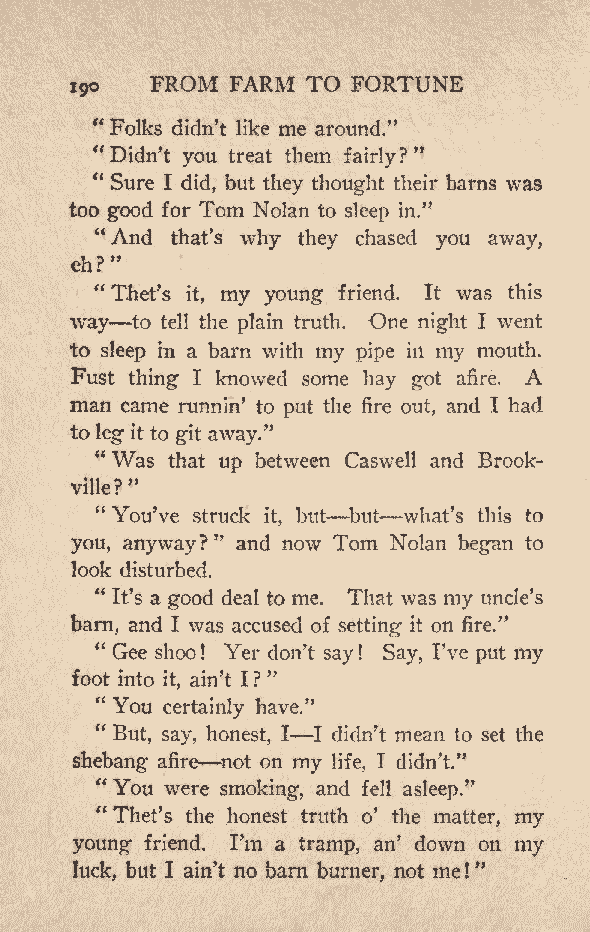 190 FROM FARM TO FORTUNE
“Folks didn’t like me around.”
“Didn’t you treat them fairly?”
“Sure I did, but they thought their barns was
too good for Tom Nolan to sleep in.”
“And that’s why they chased you away,
eh?”
“Thet’s it, my young friend. It was this
way—to tell the plain truth. One night I went
to sleep in a barn with my pipe in my mouth.
Fust thing I knowed some hay got afire. A
man came runnin’ to put the fire out, and I had
to leg it to git away.”
“Was that up between Caswell and Brook-
ville?”
“You’ve struck it, but—but—what’s this to
you, anyway?” and now Tom Nolan began to
look disturbed.
“It’s a good deal to me. That was my uncle’s
barn, and I was accused of setting it on fire.”
“Gee shoo! Yer don’t say! Say, I’ve put my
foot into it, ain’t I?”
“You certainly have.”
“But, say, honest, I—I didn’t mean to set the
shebang afire—not on my life, I didn’t.”
“You were smoking, and fell asleep.”
“Thet’s the honest truth o’ the matter, my
young friend. I’m a tramp, an’ down on my
luck, but I ain’t no barn burner, not me!”